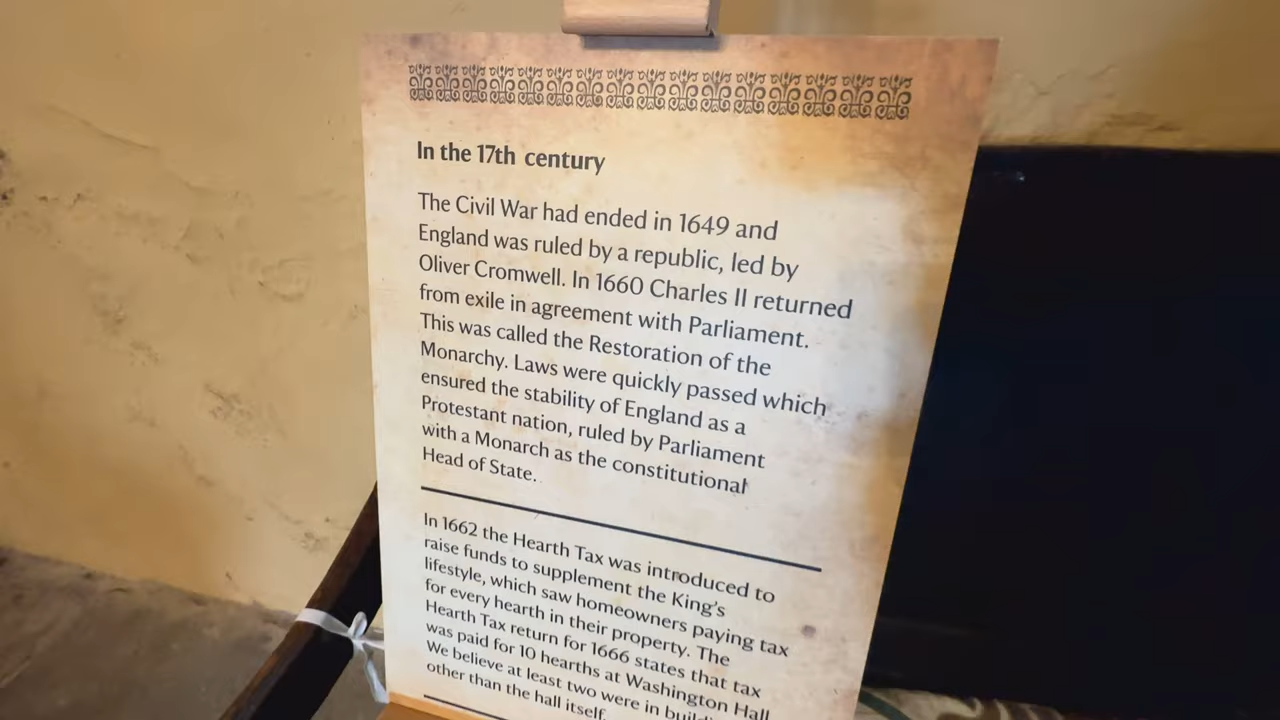 In the 17th century
The Civil War had ended in 1649 and
England was ruled by a republic, led by
Oliver Cromwell. In 1660 Charles II returned
from exile in agreement with Parliament.
This was called the Restoration of the
Monarchy. Laws were quickly passed which
ensured the stability of England as a
Protestant nation, ruled by Parliament
with a Monarch as the constitutional
Head of State.
In 1662 the Hearth Tax was introduced to
raise funds to supplement the King's
lifestyle, which saw homeowners paying tax
for every hearth in their property. The
Hearth Tax return for 1666 states that tax
was paid for 10 hearths at Washington Hall
We believe at least two were in
other than the hall itself.